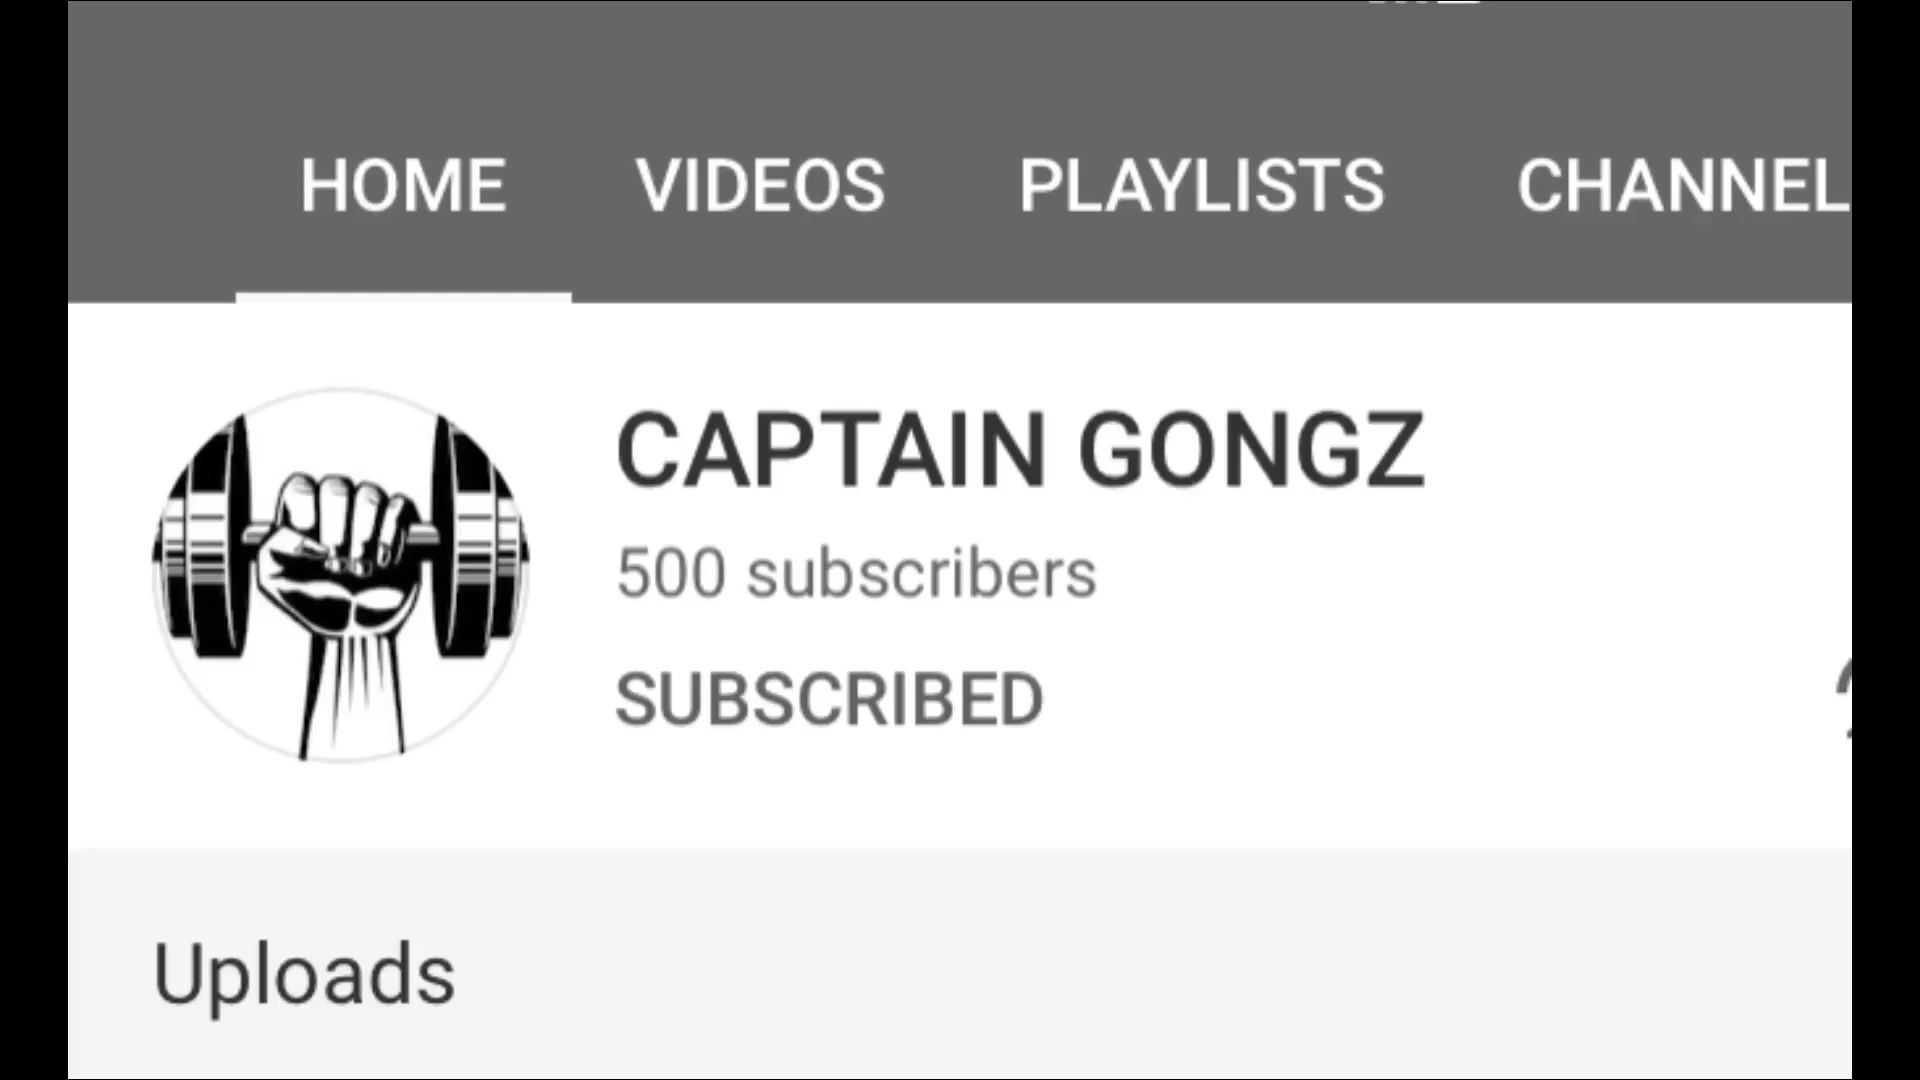 HOME VIDEOS PLAYLISTS CHANNEL
CAPTAIN GONGZ
500 subscribers
SUBSCRIBED
Uploads